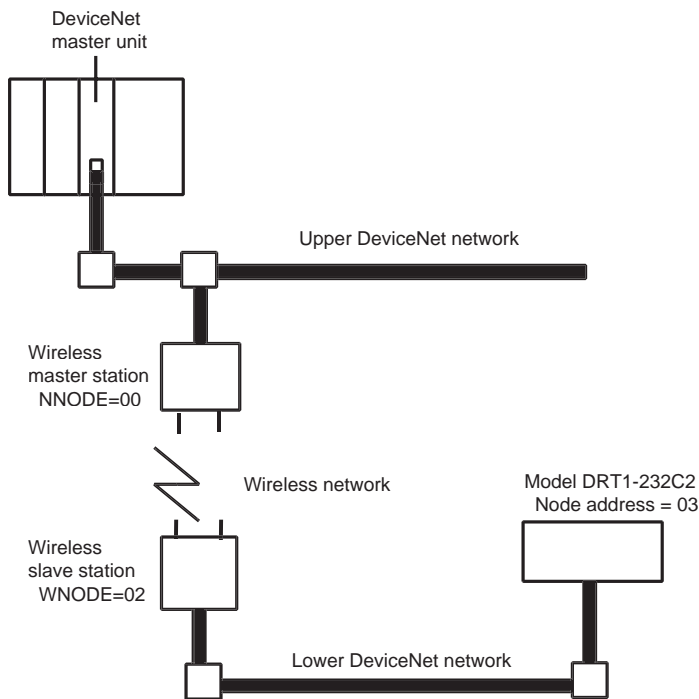 DeviceNet
master unit
Upper DeviceNet network
Wireless
master station
NNODE=00
Wireless network
Model DRT1-232C2
Node address = 03
Wireless
slave station
WNODE=02
Lower DeviceNet network